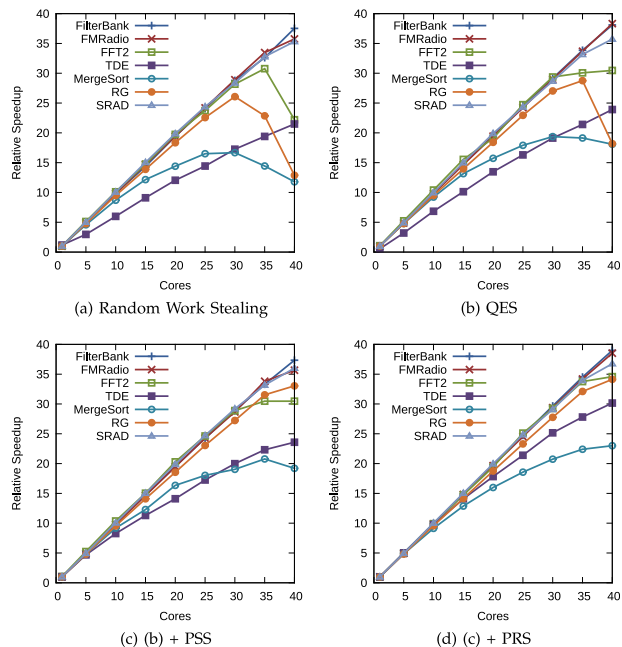 FilterBank
FMRadio
FFT2
TDE
MergeSort
RG
SRAD
40
35
30
25
20
15
10
5
0
Relative Speedup
0 5 10 15 20 25 30 35 40
Cores
(a) Random Work Stealing
FilterBank
FMRadio
FFT2
TDE
MergeSort
RG
SRAD
40
35
30
25
20
15
10
5
0
Relative Speedup
0 5 10 15 20 25 30 35 40
Cores
(b) QES
FilterBank
FMRadio
FFT2
TDE
MergeSort
RG
SRAD
40
35
30
25
20
15
10
5
0
Relative Speedup
0 5 10 15 20 25 30 35 40
Cores
(c) (b) + PSS
FilterBank
FMRadio
FFT2
TDE
MergeSort
RG
SRAD
40
35
30
25
20
15
10
5
0
Relative Speedup
0 5 10 15 20 25 30 35 40
Cores
(d) (c) + PRS